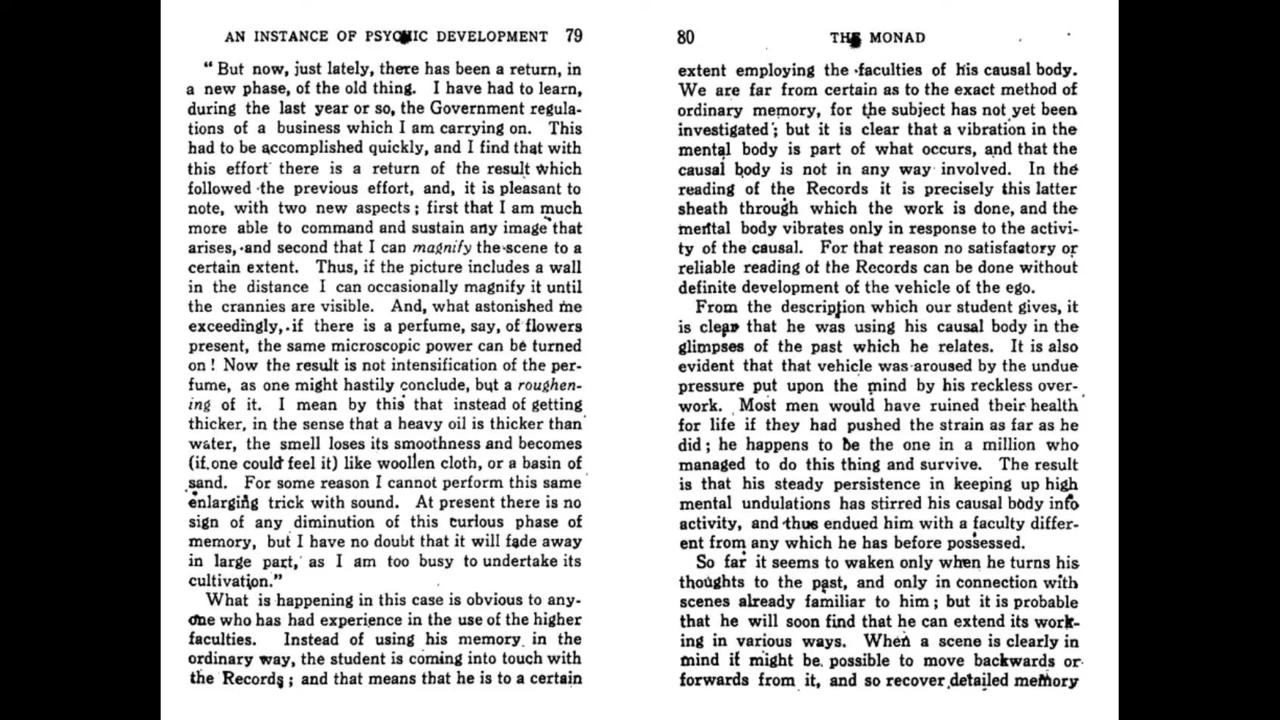 AN INSTANCE OF PSYCHIC DEVELOPMENT 79
“But now, just lately, there has been a return, in
a new phase, of the old thing. I have had to learn,
during the last year or so, the Government regula-
tions of a business which I am carrying on. This
had to be accomplished quickly, and I find that with
this effort there is a return of the result which
followed the previous effort, and, it is pleasant to
note, with two new aspects; first that I am much
more able to command and sustain any image that
arises, and second that I can magnify the scene to a
certain extent. Thus, if the picture includes a wall
in the distance I can occasionally magnify it until
the crannies are visible. And, what astonished me
exceedingly, if there is a perfume, say, of flowers
present, the same microscopic power can be turned
on! Now the result is not intensification of the per-
fume, as one might hastily conclude, but a roughen-
ing of it. I mean by this that instead of getting
thicker, in the sense that a heavy oil is thicker than
water, the smell loses its smoothness and becomes
(if one could feel it) like woollen cloth, or a basin of
sand. For some reason I cannot perform this same
enlarging trick with sound. At present there is no
sign of any diminution of this curious phase of
memory, but I have no doubt that it will fade away
in large part, as I am too busy to undertake its
cultivation.”
What is happening in this case is obvious to any-
one who has had experience in the use of the higher
faculties. Instead of using his memory in the
ordinary way, the student is coming into touch with
the Records; and that means that he is to a certain
80 THE MONAD
extent employing the faculties of his causal body.
We are far from certain as to the exact method of
ordinary memory, for the subject has not yet been
investigated; but it is clear that a vibration in the
mental body is part of what occurs, and that the
causal body is not in any way involved. In the
reading of the Records it is precisely this latter
sheath through which the work is done, and the
mental body vibrates only in response to the activi-
ty of the causal. For that reason no satisfactory or
reliable reading of the Records can be done without
definite development of the vehicle of the ego.
From the description which our student gives, it
is clear that he was using his causal body in the
glimpses of the past which he relates. It is also
evident that that vehicle was aroused by the undue
pressure put upon the mind by his reckless over-
work. Most men would have ruined their health
for life if they had pushed the strain as far as he
did; he happens to be the one in a million who
managed to do this thing and survive. The result
is that his steady persistence in keeping up high
mental undulations has stirred his causal body into
activity, and thus endued him with a faculty differ-
ent from any which he has before possessed.
So far it seems to waken only when he turns his
thoughts to the past, and only in connection with
scenes already familiar to him; but it is probable
that he will soon find that he can extend its work-
ing in various ways. When a scene is clearly in
mind it might be possible to move backwards or
forwards from it, and so recover detailed memory